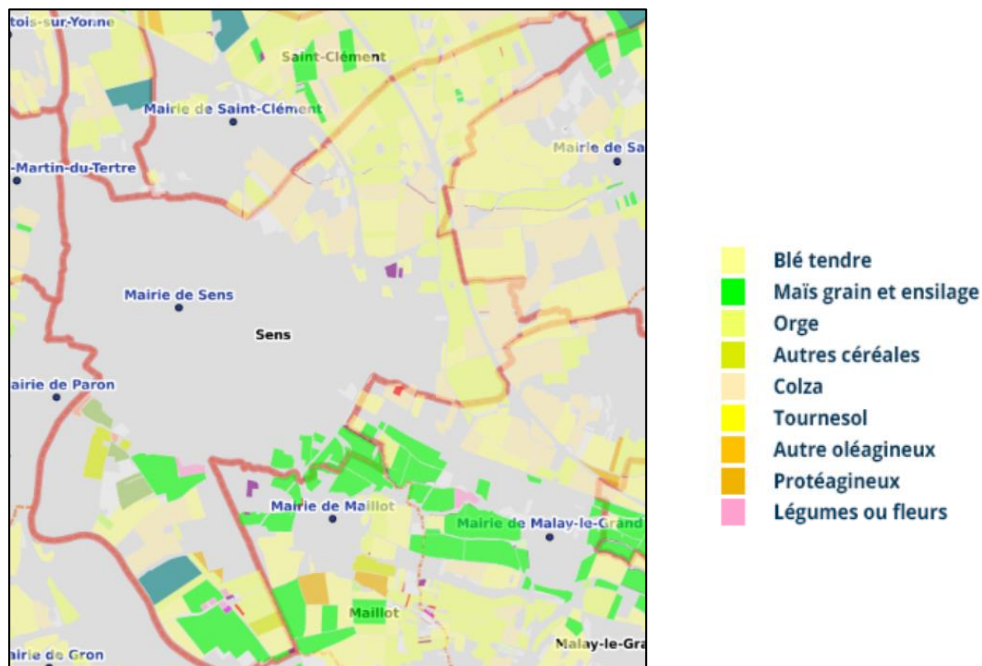 tois-sur-Yonne
Saint-Clément
Mairie de Saint-Clément
Mairie de Sa
-Martin-du-Tertre
Mairie de Sens
Sens
airie de Paron
Mairie de Maillot
Mairie de Malay-le-Grand
Maillot
Malay-le-Gra
airie de Gron
Blé tendre
Maïs grain et ensilage
Orge
Autres céréales
Colza
Tournesol
Autre oléagineux
Protéagineux
Légumes ou fleurs